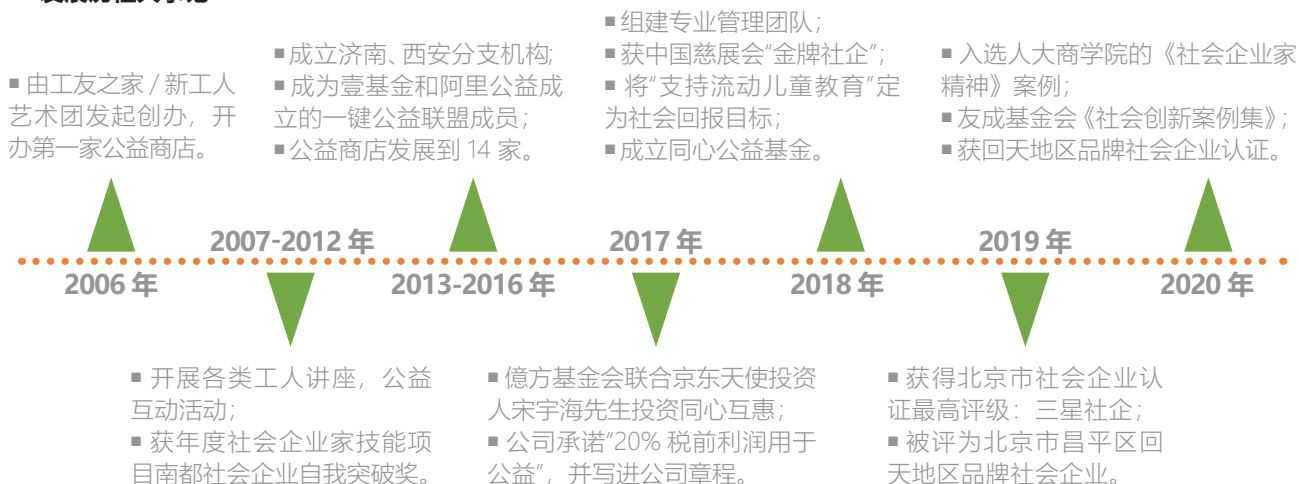 ■ 由工友之家 / 新工人
艺术团发起创办，开
办第一家公益商店。
■ 成立济南、西安分支机构;
■ 成为壹基金和阿里公益成
立的一键公益联盟成员；
■ 公益商店发展到 14 家。
■ 组建专业管理团队；
■ 获中国慈展会“金牌社企”；
■ 将“支持流动儿童教育”定
为社会回报目标；
■ 成立同心公益基金。
■ 入选人大商学院的《社会企业家
精神》案例；
■ 友成基金会《社会创新案例集》；
■ 获回天地区品牌社会企业认证。
2007-2012 年
2017 年
2019 年
2006 年
2013-2016 年
2018 年
2020 年
■ 开展各类工人讲座，公益
互动活动；
■ 获年度社会企业家技能项
目南都社会企业自我突破奖。
■ 億方基金会联合京东天使投资
人宋宇海先生投资同心互惠；
■ 公司承诺“20% 税前利润用于
公益”，并写进公司章程。
■ 获得北京市社会企业认
证最高评级：三星社企；
■ 被评为北京市昌平区回
天地区品牌社会企业。